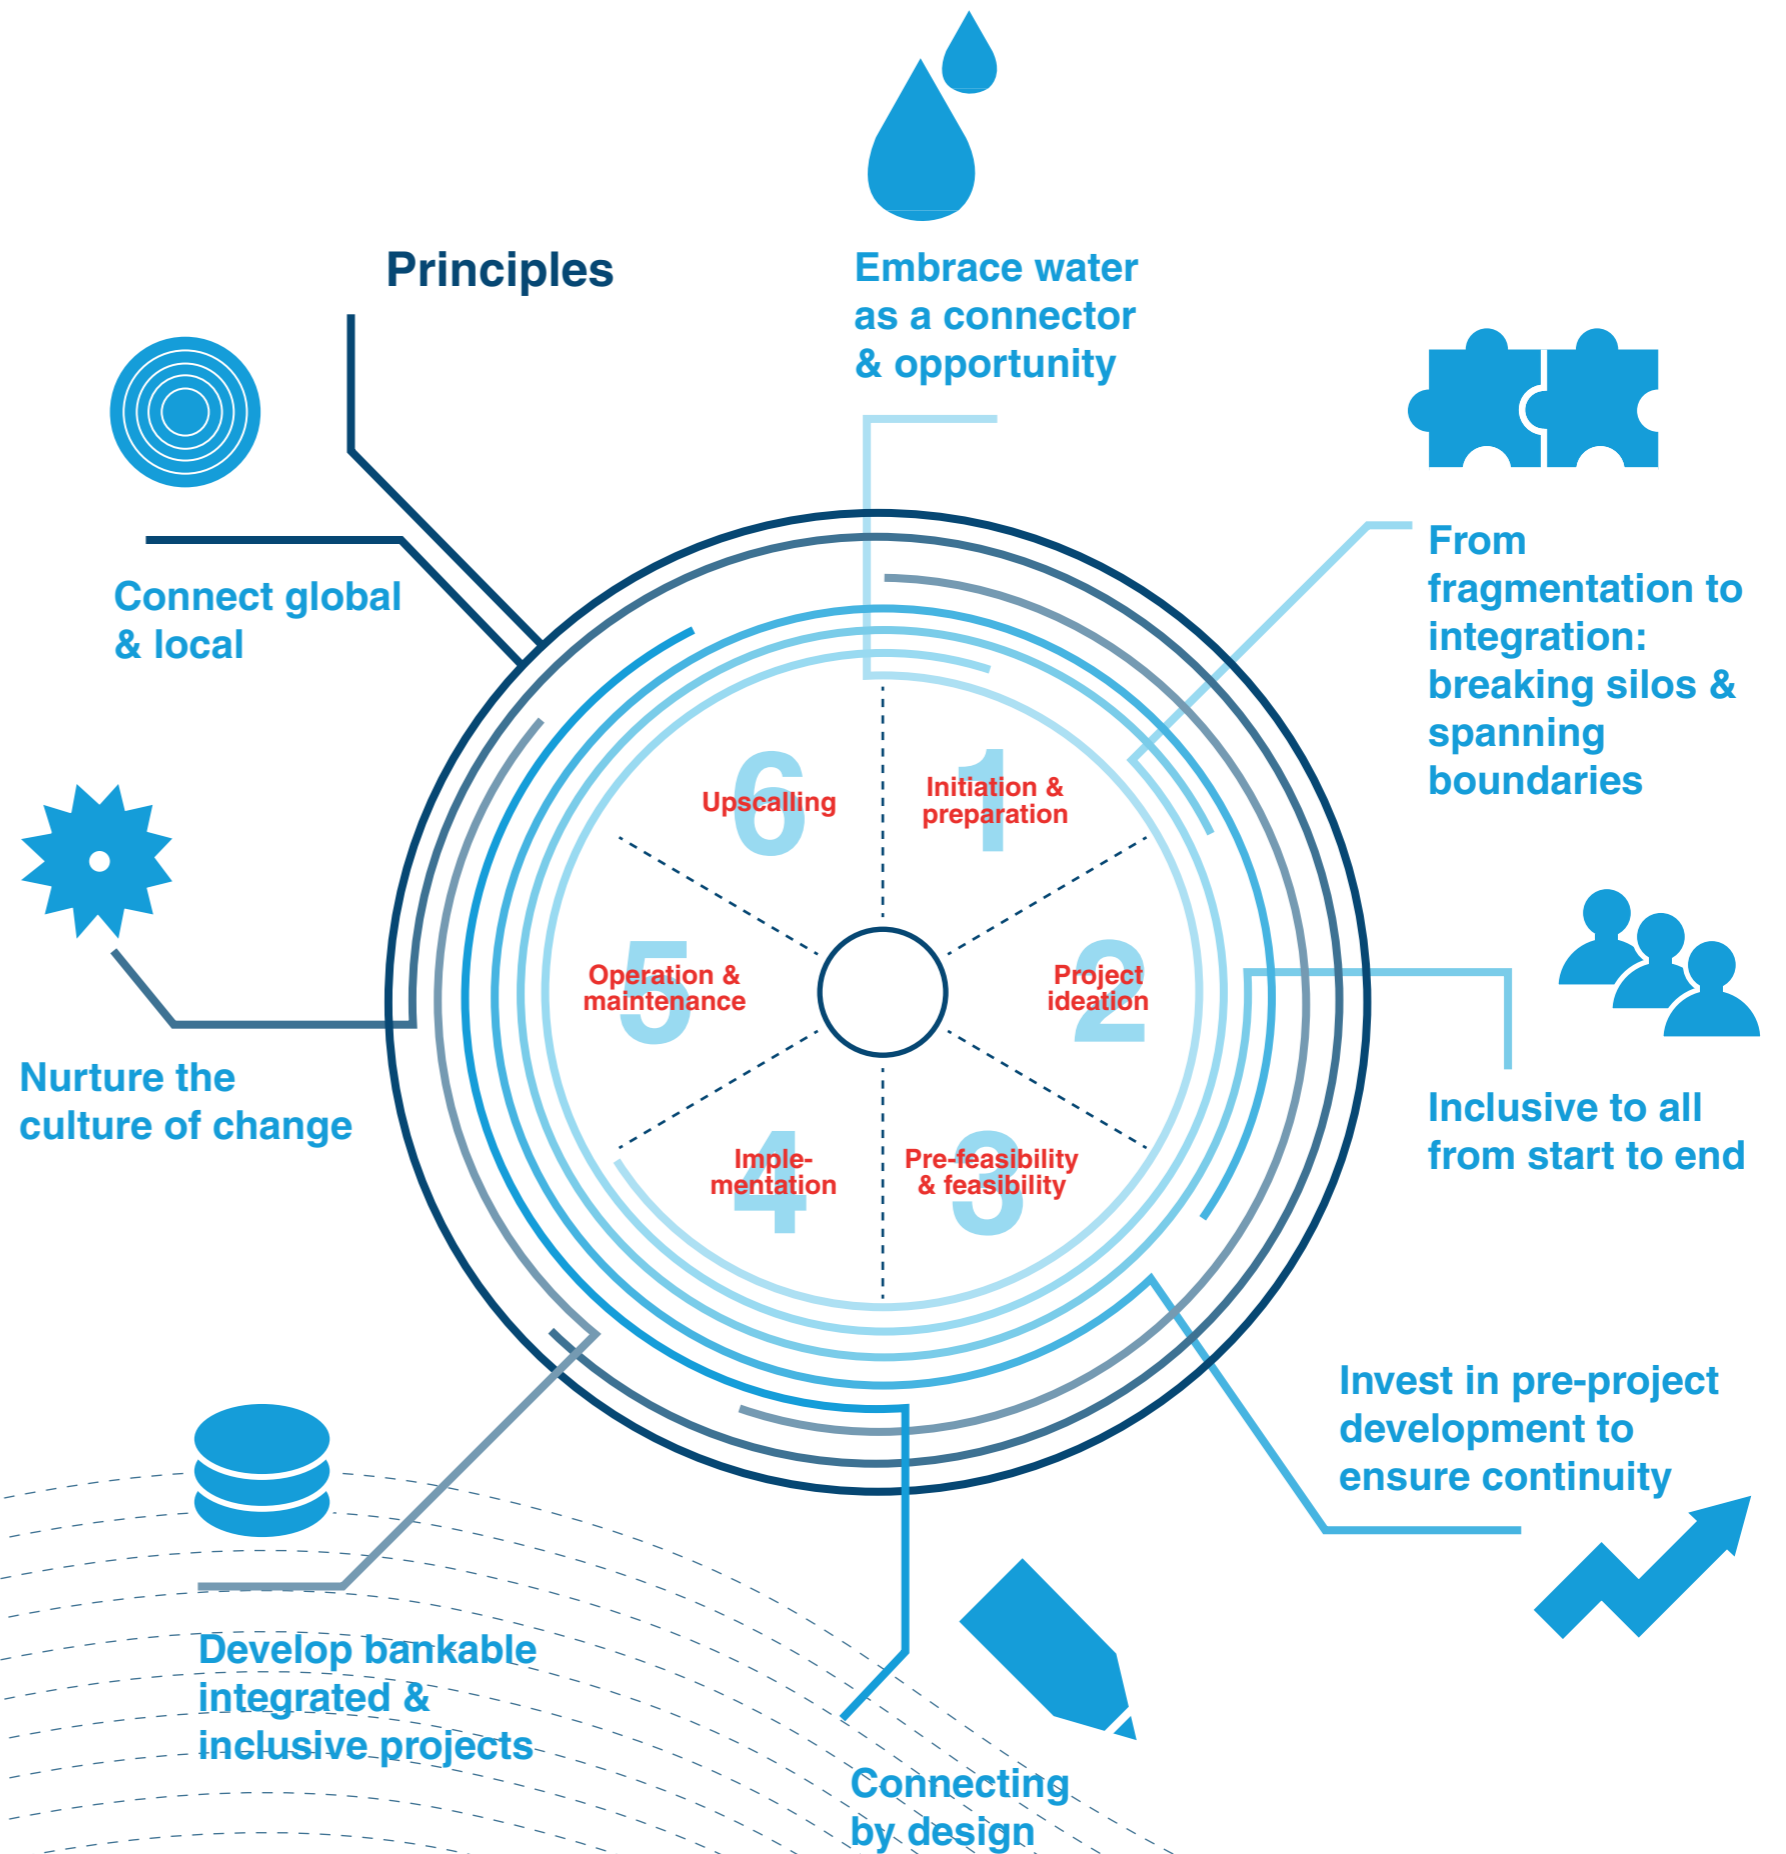 Principles
Embrace water
as a connector
& opportunity
From
fragmentation to
integration:
breaking silos &
spanning
boundaries
Inclusive to all
from start to end
Invest in pre-project
development to
ensure continuity
Connecting
by design
Develop bankable
integrated &
inclusive projects
Nurture the
culture of change
Connect global
& local
1
Initiation &
preparation
2
Project
ideation
3
Pre-feasibility
& feasibility
4
Imple-
mentation
5
Operation &
maintenance
6
Upscalling